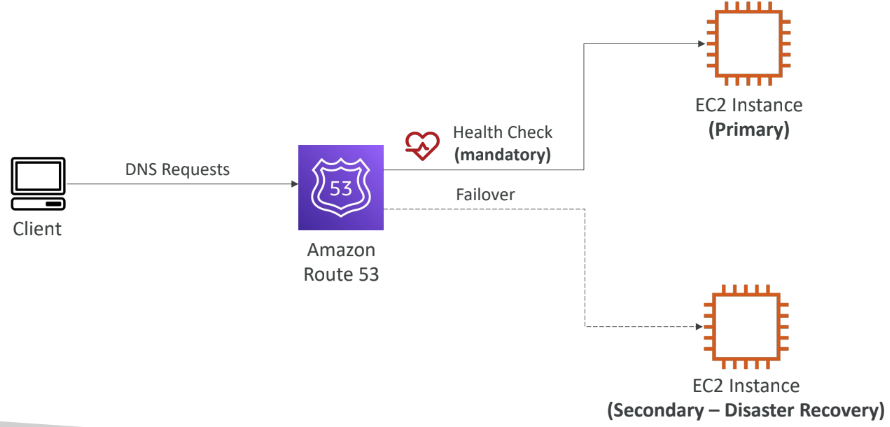 EC2 Instance
(Primary)
Health Check
(mandatory)
DNS Requests
53
Failover
Client
Amazon
Route 53
EC2 Instance
(Secondary – Disaster Recovery)